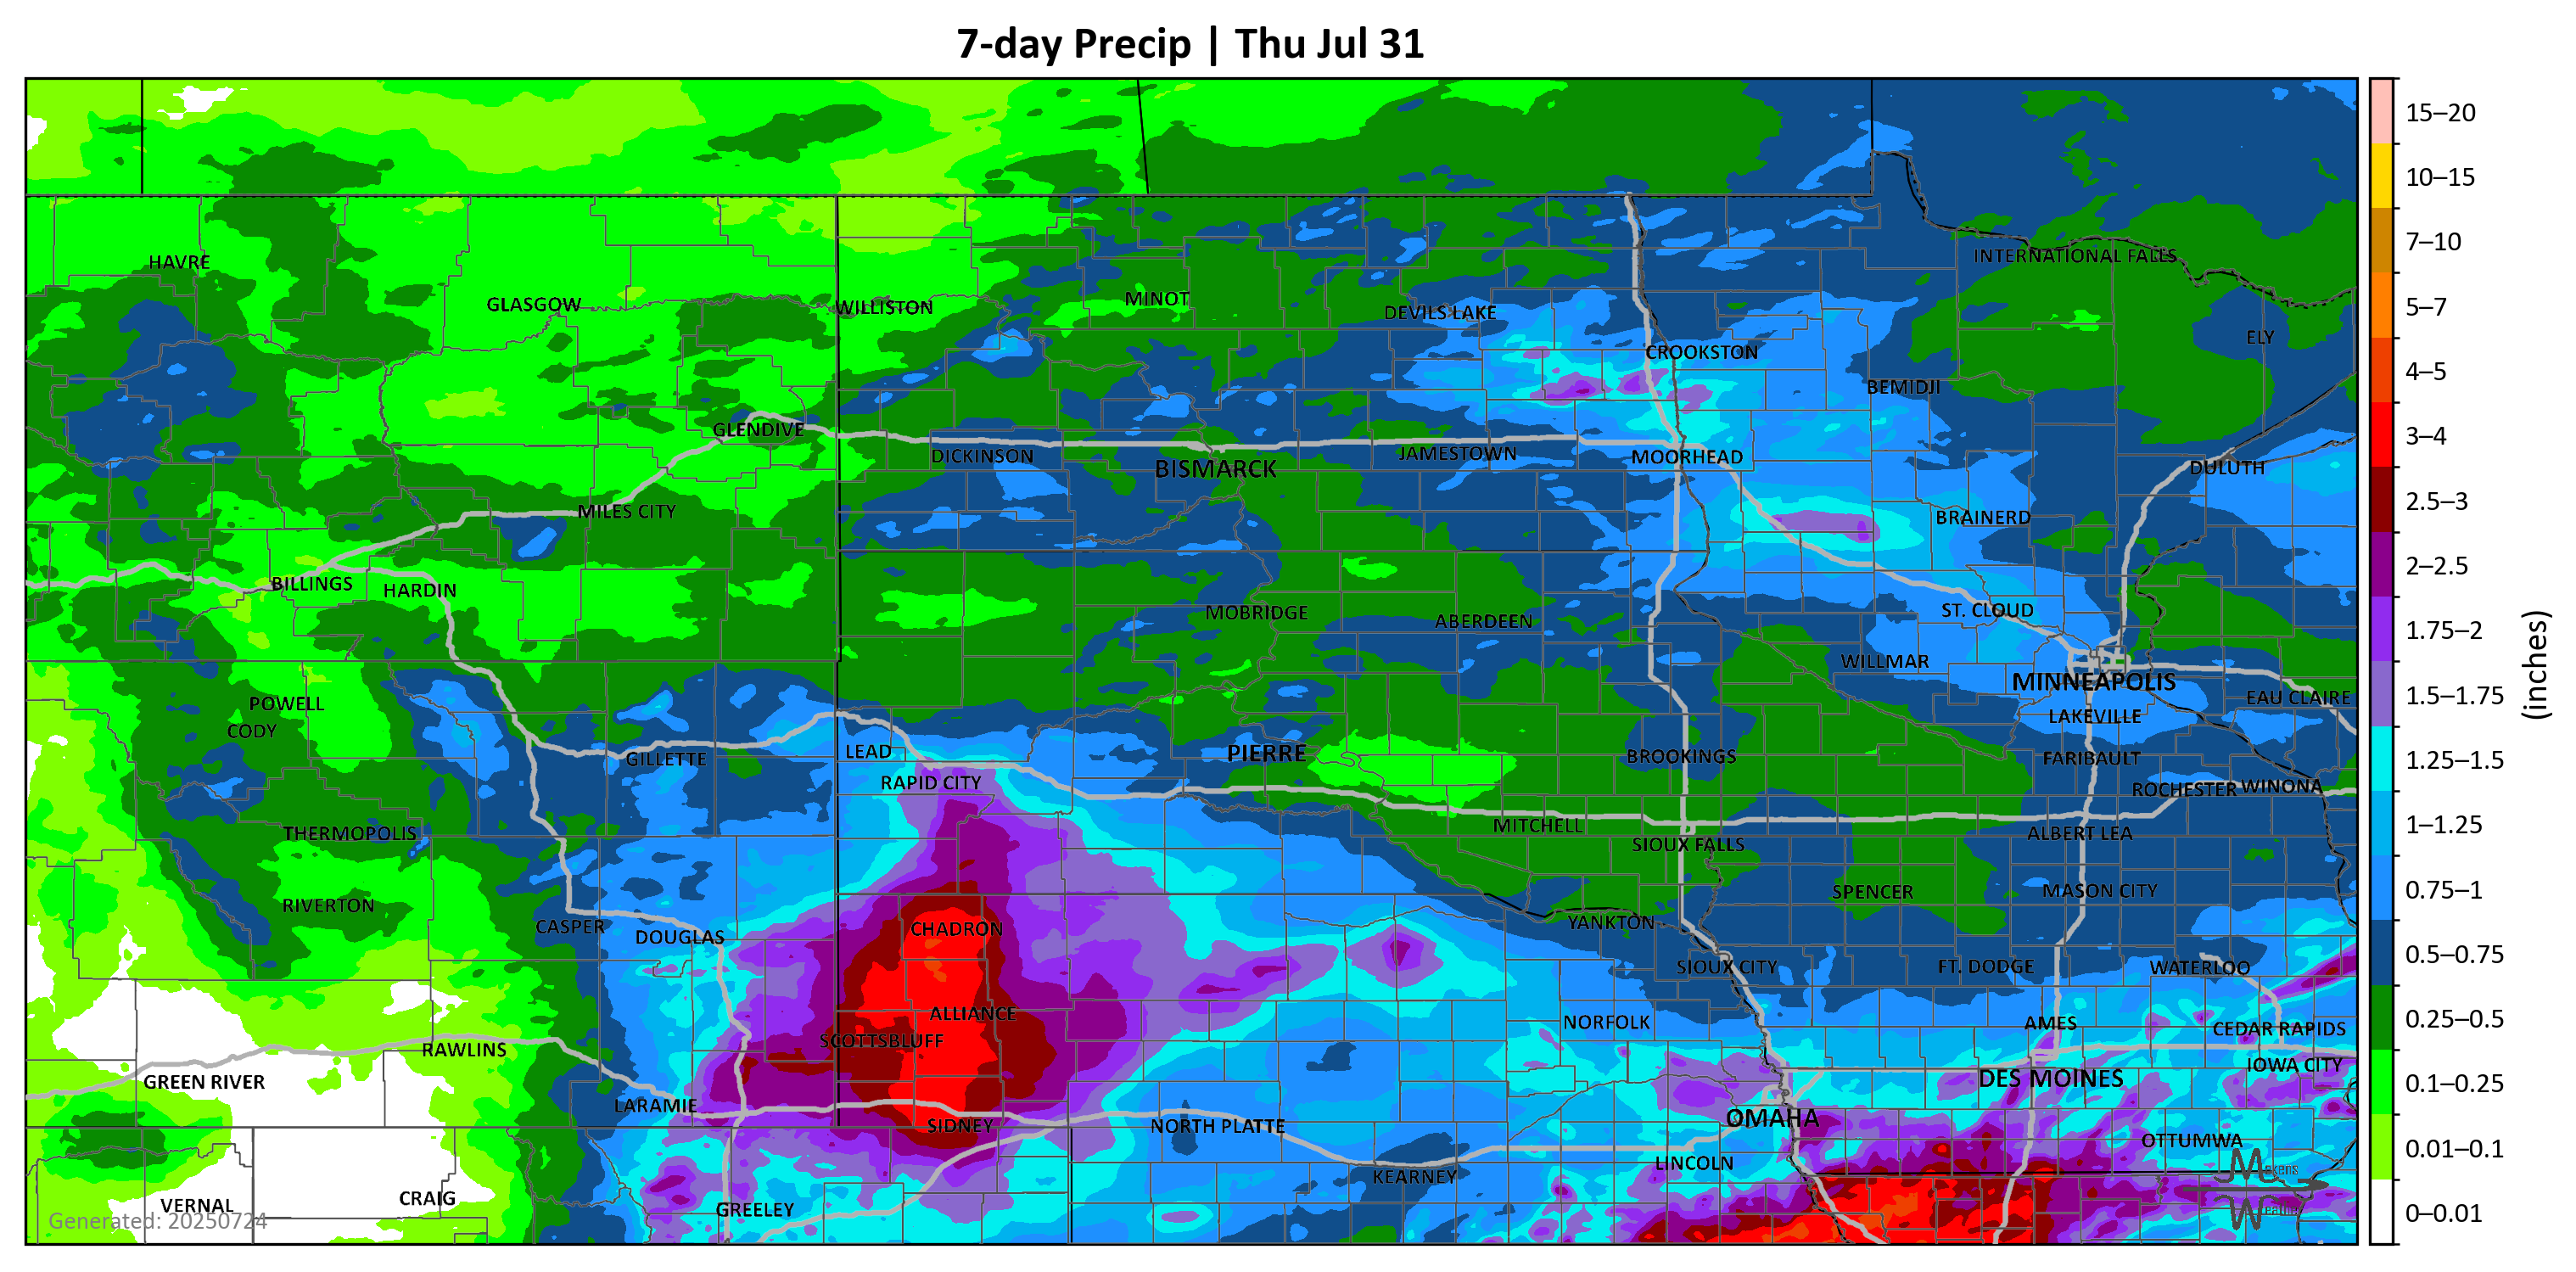 7-day Precip | Thu Jul 31
15–20
10–15
7–10
5–7
4–5
3–4
2.5–3
2–2.5
1.75–2
1.5–1.75
1.25–1.5
1–1.25
0.75–1
0.5–0.75
0.25–0.5
0.1–0.25
0.01–0.1
0–0.01
(inches)
INTERNATIONAL FALLS
HAVRE
MINOT
GLASGOW
WILLISTON
DEVILS LAKE
ELY
CROOKSTON
BEMIDJI
GLENDIVE
DICKINSON
BISMARCK
JAMESTOWN
MOORHEAD
DULUTH
MILES CITY
BRAINERD
BILLINGS
HARDIN
MOBRIDGE
ABERDEEN
ST. CLOUD
WILLMAR
MINNEAPOLIS
EAU CLAIRE
POWELL
CODY
LAKEVILLE
GILLETTE
LEAD
PIERRE
BROOKINGS
FARIBAULT
RAPID CITY
ROCHESTER
WINONA
THERMOPOLIS
MITCHELL
SIOUX FALLS
ALBERT LEA
RIVERTON
SPENCER
MASON CITY
CASPER
DOUGLAS
CHADRON
YANKTON
SIOUX CITY
FT. DODGE
WATERLOO
ALLIANCE
NORFOLK
AMES
CEDAR RAPIDS
SCOTTSBLUFF
RAWLINS
IOWA CITY
GREEN RIVER
DES MOINES
LARAMIE
SIDNEY
NORTH PLATTE
OMAHA
OTTUMWA
KEARNEY
LINCOLN
VERNAL
CRAIG
GREELEY
Generated: 20250724